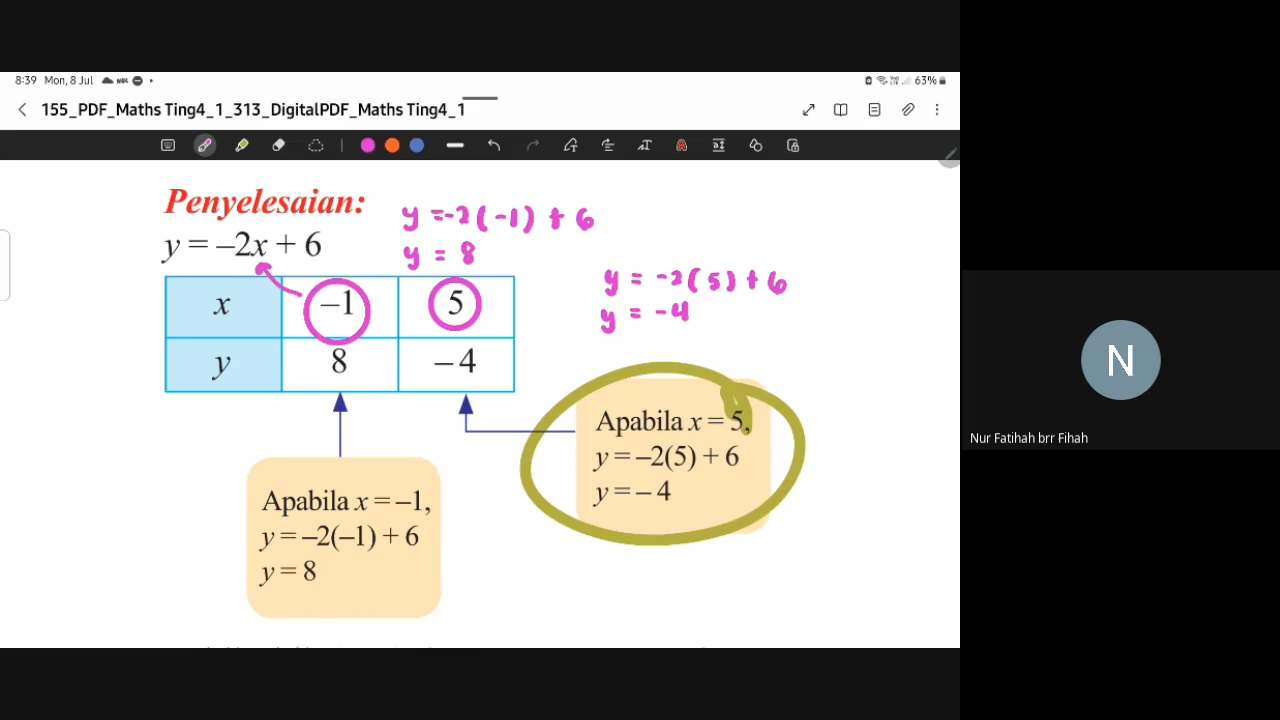 8:39 Mon, 8 Jul
63%
155_PDF_Maths Ting4_1_313_DigitalPDF_Maths Ting4_1
Penyelesaian:
y = –2x + 6
y = -2(-1) + 6
y = 8
y = -2(5) + 6
y = -4
x –1 5
y 8 –4
Apabila x = 5,
y = –2(5) + 6
y = – 4
Apabila x = –1,
y = –2(–1) + 6
y = 8
N
Nur Fatihah brr Fihah